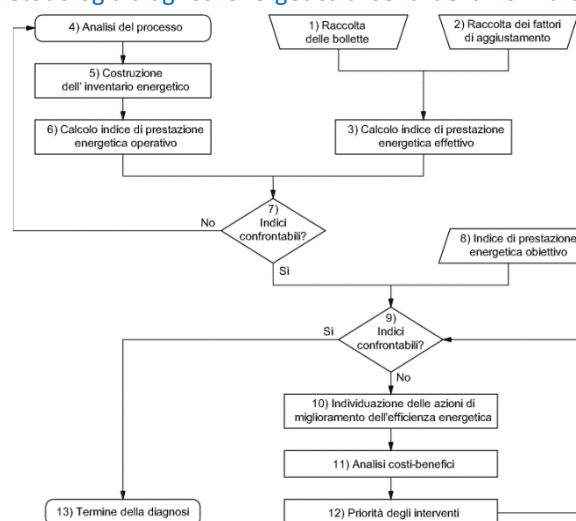 4) Analisi del processo
1) Raccolta
delle bollette
2) Raccolta dei fattori
di aggiustamento
5) Costruzione
dell' inventario energetico
6) Calcolo indice di prestazione
energetica operativo
3) Calcolo indice di prestazione
energetica effettivo
7)
Indici
confrontabili?
No
Sì
8) Indice di prestazione
energetica obiettivo
9)
Indici
confrontabili?
Sì
No
10) Individuazione delle azioni di
miglioramento dell'efficienza energetica
11) Analisi costi-benefici
13) Termine della diagnosi
12) Priorità degli interventi